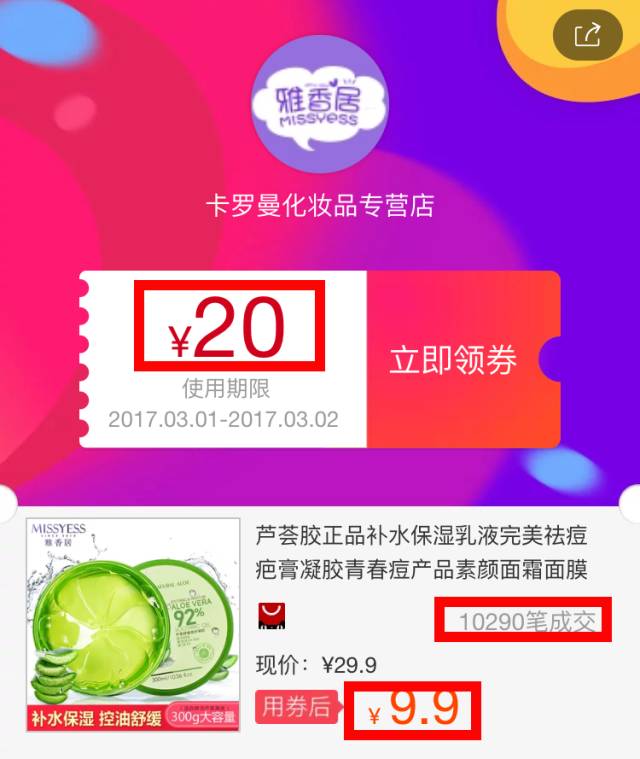 雅香居
MISSYESS
卡罗曼化妆品专营店
¥20
使用期限
2017.03.01-2017.03.02
立即领券
MISSYESS
雅香居
芦荟胶正品补水保湿乳液完美祛痘
疤膏凝胶青春痘产品素颜面霜面膜
ALOE VERA
92%
300ml/10.56 fl.oz
10290笔成交
现价：¥29.9
用券后 ¥ 9.9
补水保湿 控油舒缓
300g大容量